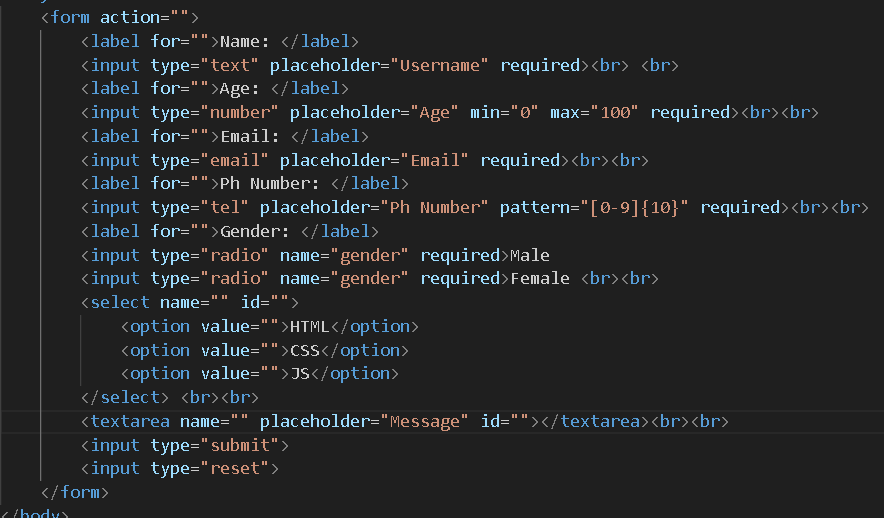 <form action="">
<label for="">Name: </label>
<input type="text" placeholder="Username" required><br> <br>
<label for="">Age: </label>
<input type="number" placeholder="Age" min="0" max="100" required><br><br>
<label for="">Email: </label>
<input type="email" placeholder="Email" required><br><br>
<label for="">Ph Number: </label>
<input type="tel" placeholder="Ph Number" pattern="[0-9]{10}" required><br><br>
<label for="">Gender: </label>
<input type="radio" name="gender" required>Male
<input type="radio" name="gender" required>Female <br><br>
<select name="" id="">
<option value="">HTML</option>
<option value="">CSS</option>
<option value="">JS</option>
</select> <br><br>
<textarea name="" placeholder="Message" id=""></textarea><br><br>
<input type="submit">
<input type="reset">
</form>
</body>